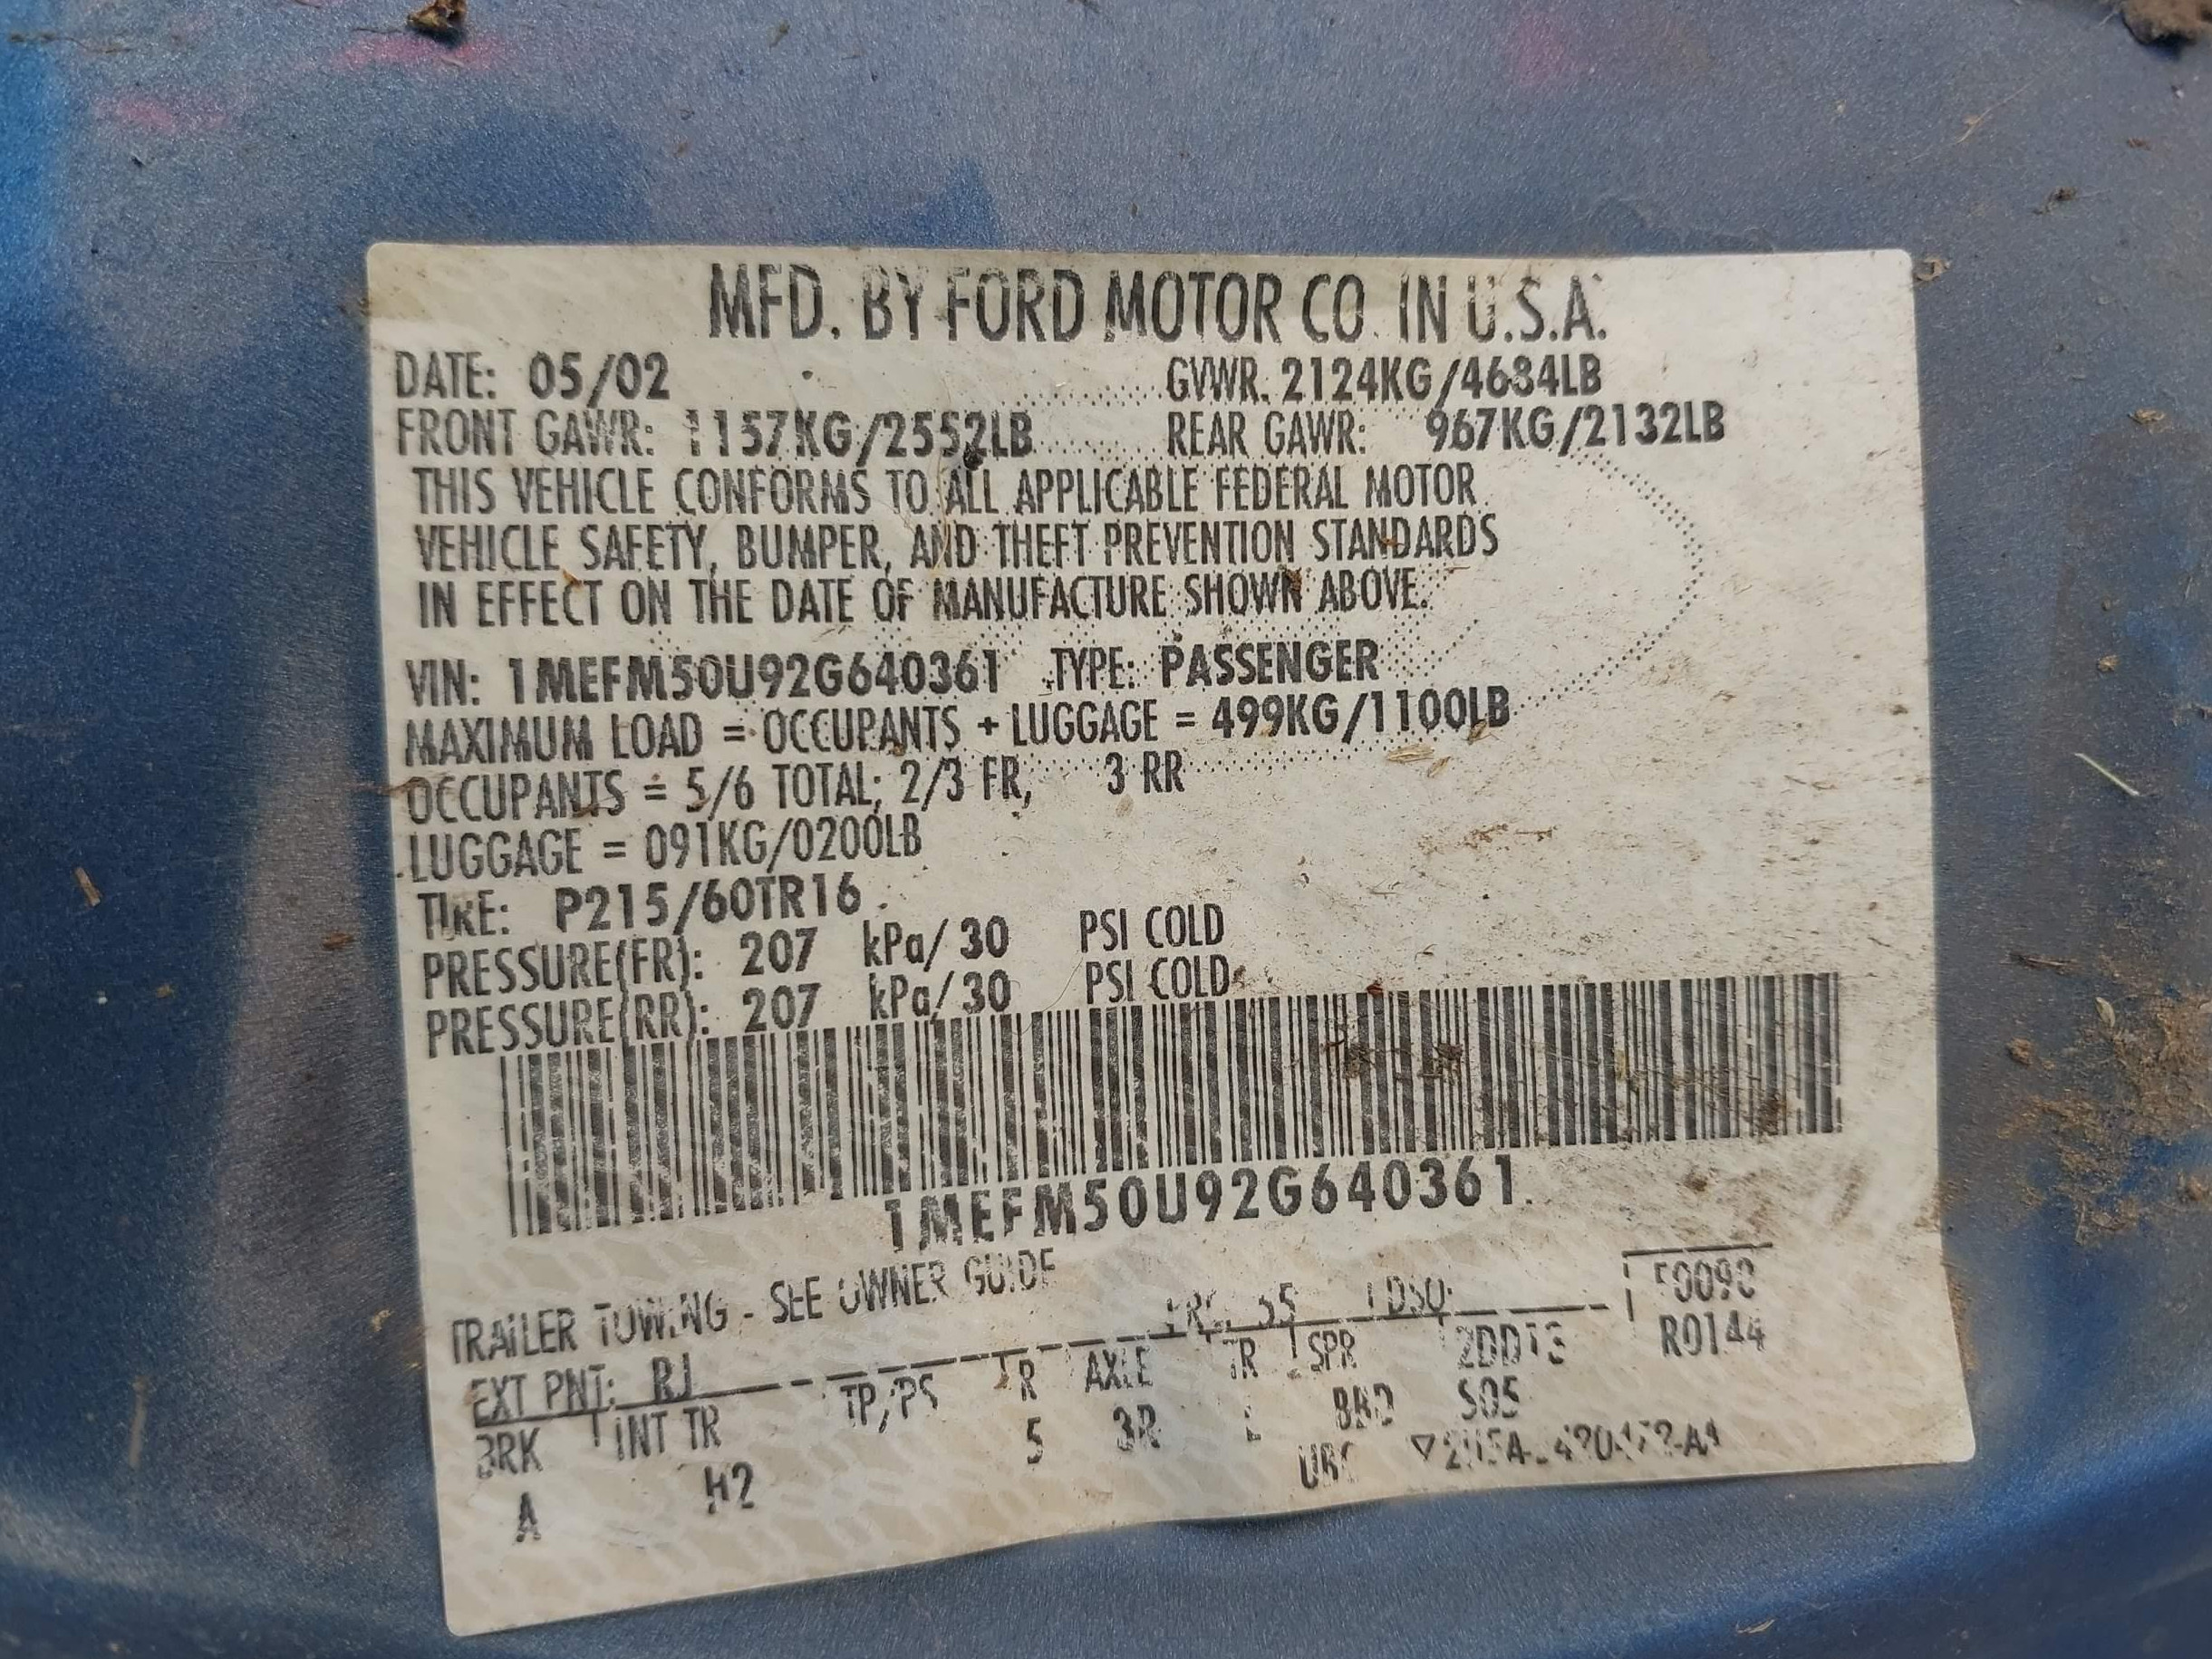 MFD. BY FORD MOTOR CO. IN U.S.A.
DATE: 05/02 GVWR. 2124KG/4684LB
FRONT GAWR: 1157KG/2552LB REAR GAWR: 967KG/2132LB
THIS VEHICLE CONFORMS TO ALL APPLICABLE FEDERAL MOTOR
VEHICLE SAFETY, BUMPER, AND THEFT PREVENTION STANDARDS
IN EFFECT ON THE DATE OF MANUFACTURE SHOWN ABOVE.
VIN: 1MEFM50U92G640361 TYPE: PASSENGER
MAXIMUM LOAD = OCCUPANTS + LUGGAGE = 499KG/1100LB
OCCUPANTS = 5/6 TOTAL; 2/3 FR, 3 RR
LUGGAGE = 091KG/0200LB
TIRE: P215/60TR16
PRESSURE(FR): 207 kPa/ 30 PSI COLD
PRESSURE(RR): 207 kPa/ 30 PSI COLD
1MEFM50U92G640361
TRAILER TOWING - SEE OWNER GUIDE
EXT PNT: DSO:
BRK INT TR TP/PS R AXLE TR SPR R0144
A H2 5 3R S05